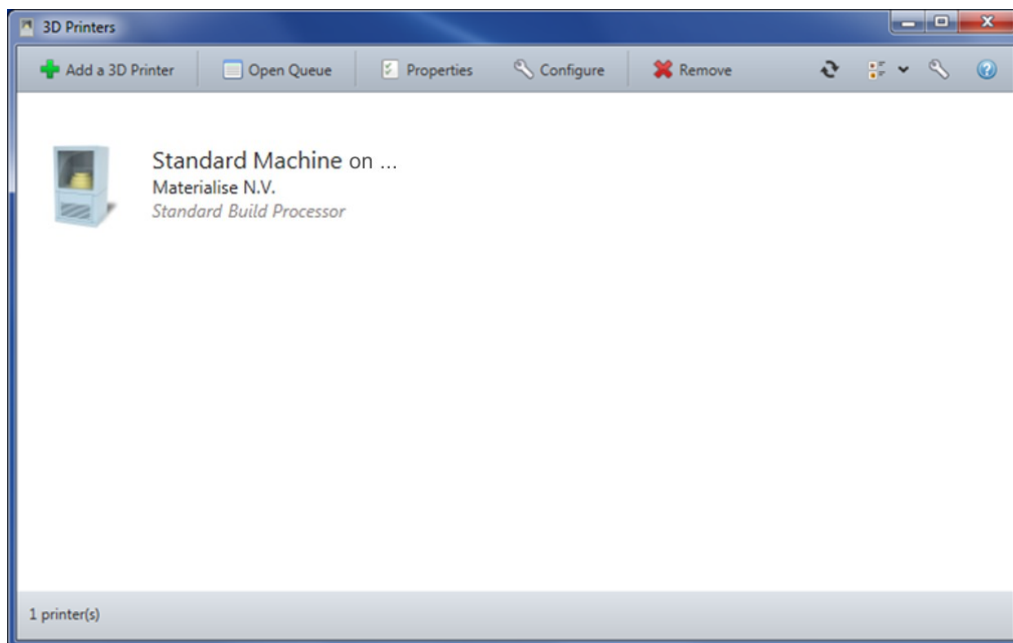 3D Printers
Add a 3D Printer Open Queue Properties Configure Remove
Standard Machine on ...
Materialise N.V.
Standard Build Processor
1 printer(s)